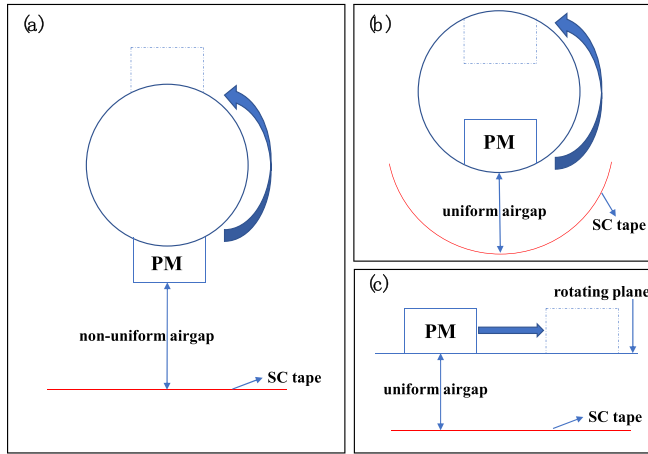 (a)
PM
non-uniform airgap
SC tape
(b)
PM
uniform airgap
SC tape
(c)
rotating plane
PM
uniform airgap
SC tape